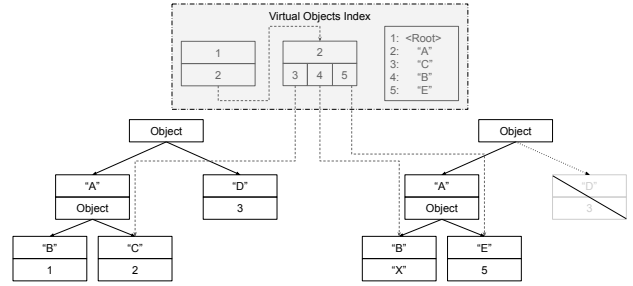 Virtual Objects Index
1
2
2
3 4 5
1: <Root>
2: “A”
3: “C”
4: “B”
5: “E”
Object
“A”
Object
“D”
3
“B”
1
“C”
2
Object
“A”
Object
“D”
3
“B”
“X”
“E”
5